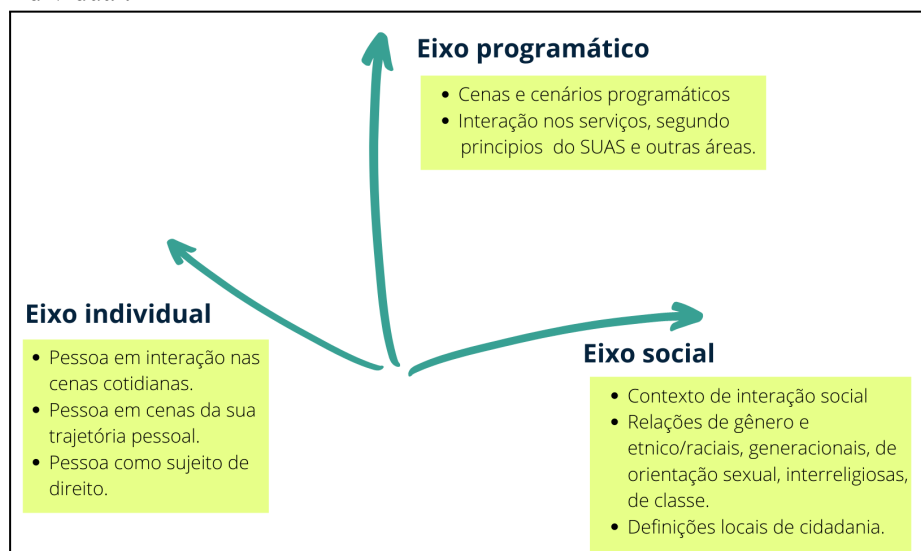 Eixo programático
• Cenas e cenários programáticos
• Interação nos serviços, segundo
principios do SUAS e outras áreas.
Eixo individual
• Pessoa em interação nas
cenas cotidianas.
• Pessoa em cenas da sua
trajetória pessoal.
• Pessoa como sujeito de
direito.
Eixo social
• Contexto de interação social
• Relações de gênero e
etnico/raciais, generacionais, de
orientação sexual, interreligiosas,
de classe.
• Definições locais de cidadania.